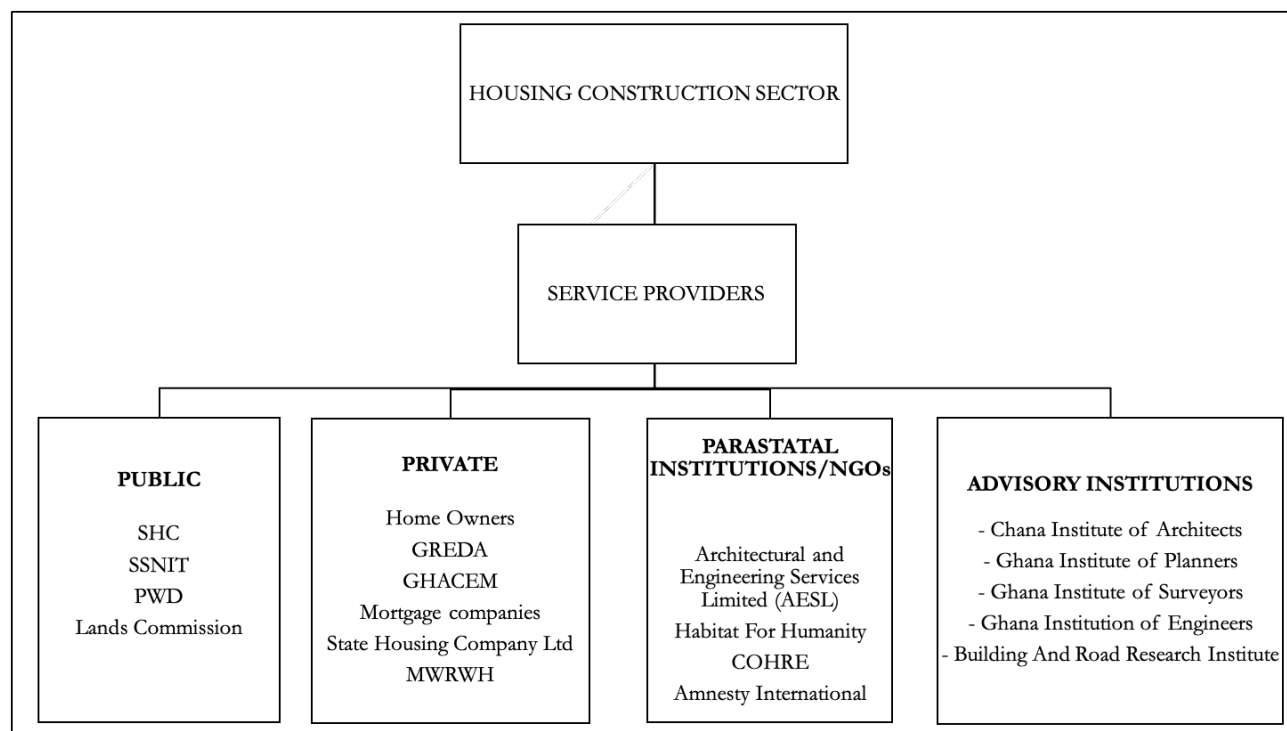 HOUSING CONSTRUCTION SECTOR
SERVICE PROVIDERS
PUBLIC
SHC
SSNIT
PWD
Lands Commission
PRIVATE
Home Owners
GREDA
GHACEM
Mortgage companies
State Housing Company Ltd
MWRWH
PARASTATAL
INSTITUTIONS/NGOs
Architectural and
Engineering Services
Limited (AESL)
Habitat For Humanity
COHRE
Amnesty International
ADVISORY INSTITUTIONS
- Chana Institute of Architects
- Ghana Institute of Planners
- Ghana Institute of Surveyors
- Ghana Institution of Engineers
- Building And Road Research Institute